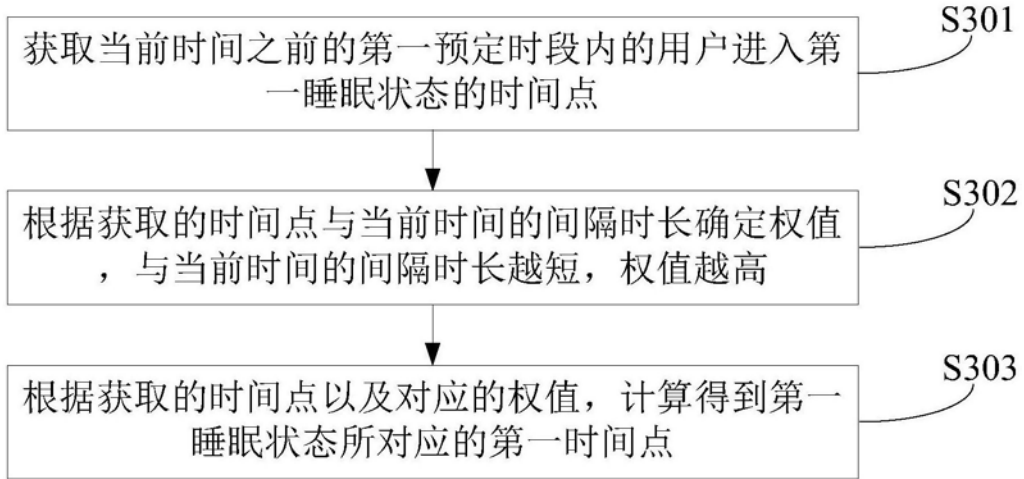 获取当前时间之前的第一预定时段内的用户进入第
一睡眠状态的时间点
S301
根据获取的时间点与当前时间的间隔时长确定权值
，与当前时间的间隔时长越短，权值越高
S302
根据获取的时间点以及对应的权值，计算得到第一
睡眠状态所对应的第一时间点
S303